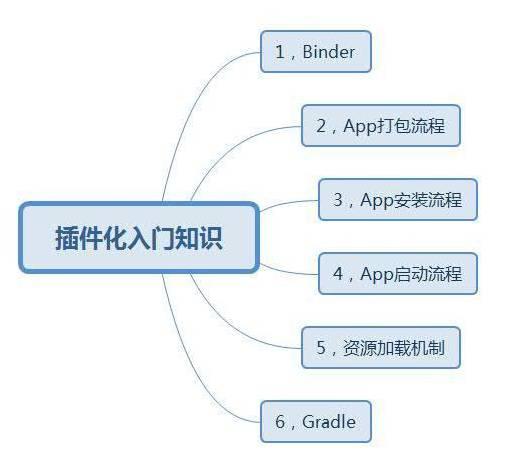 1，Binder
2，App打包流程
3，App安装流程
插件化入门知识
4，App启动流程
5，资源加载机制
6，Gradle